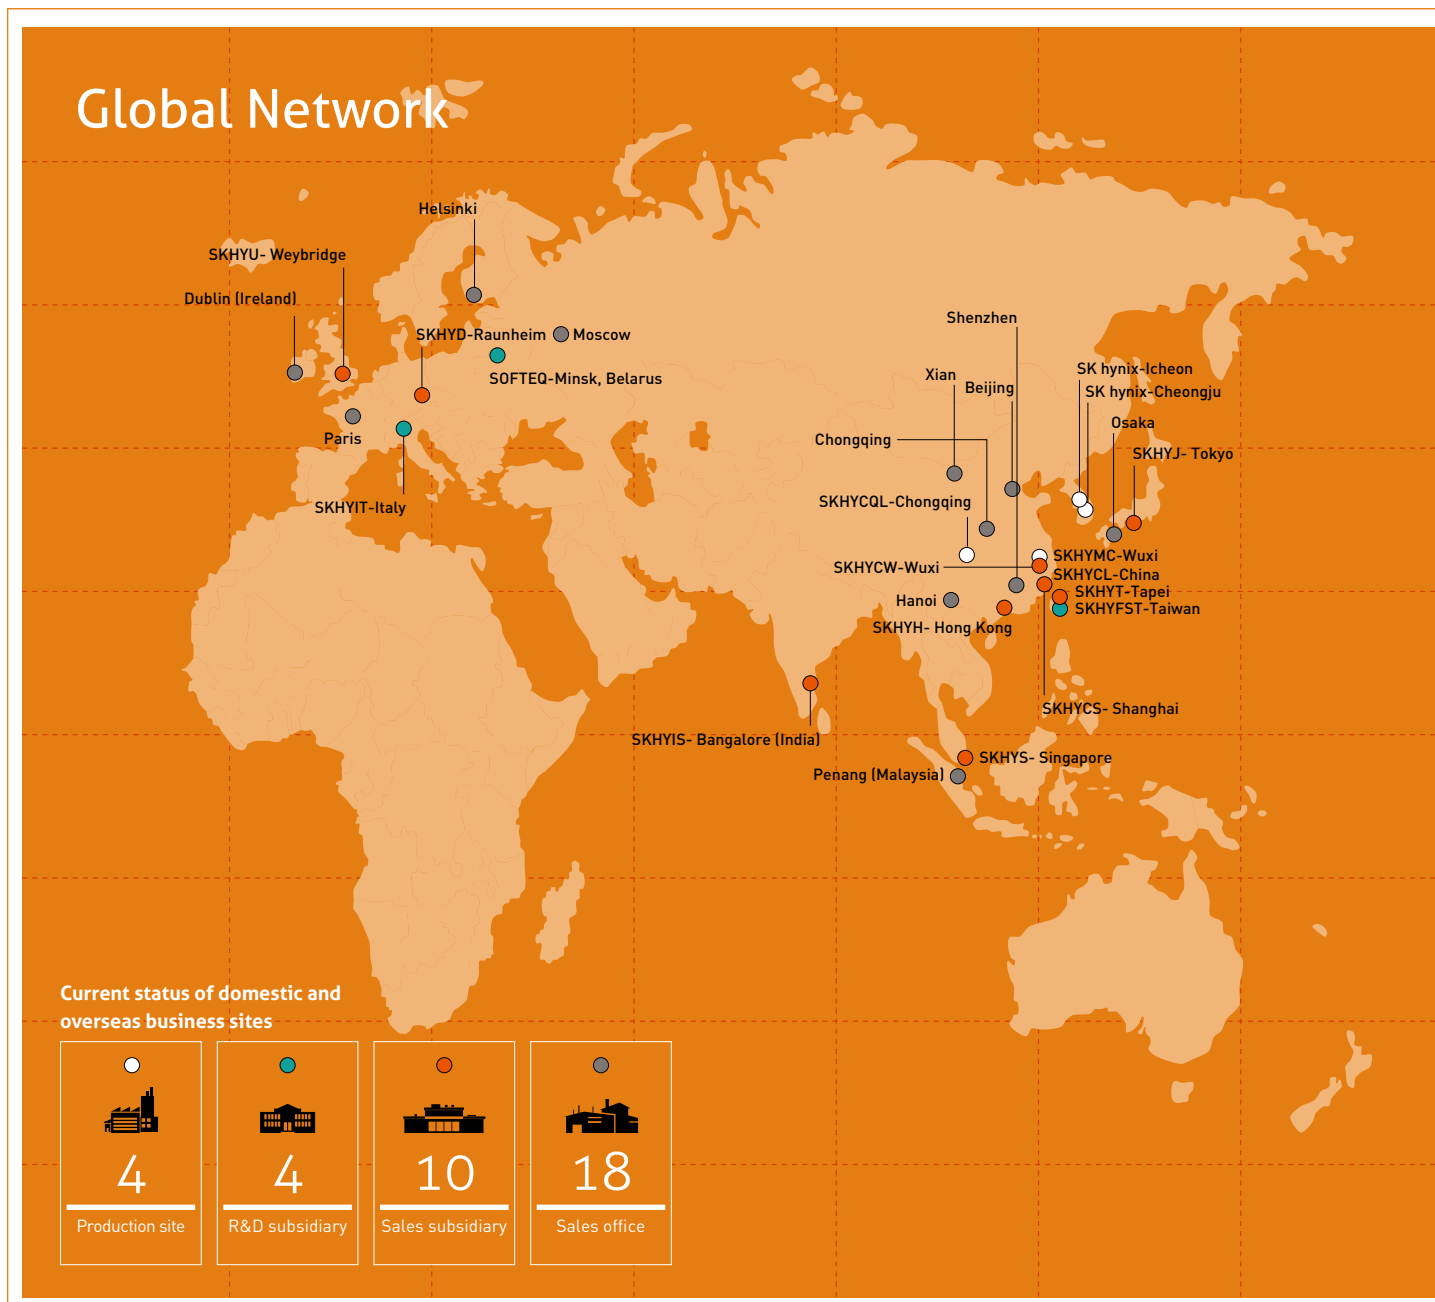 Global Network
Helsinki
SKHYU- Weybridge
Dublin (Ireland)
SKHYD-Raunheim
Moscow
SOFTEQ-Minsk, Belarus
Paris
SKHYIT-Italy
Shenzhen
Xian
Beijing
SK hynix-Icheon
SK hynix-Cheongju
Osaka
Chongqing
SKHYJ- Tokyo
SKHYCQL-Chongqing
SKHYMC-Wuxi
SKHYCW-Wuxi
SKHYCL-China
SKHYT-Tapei
Hanoi
SKHYFST-Taiwan
SKHYH- Hong Kong
SKHYCS- Shanghai
SKHYIS- Bangalore (India)
SKHYS- Singapore
Penang (Malaysia)
Current status of domestic and
overseas business sites
4
Production site
4
R&D subsidiary
10
Sales subsidiary
18
Sales office